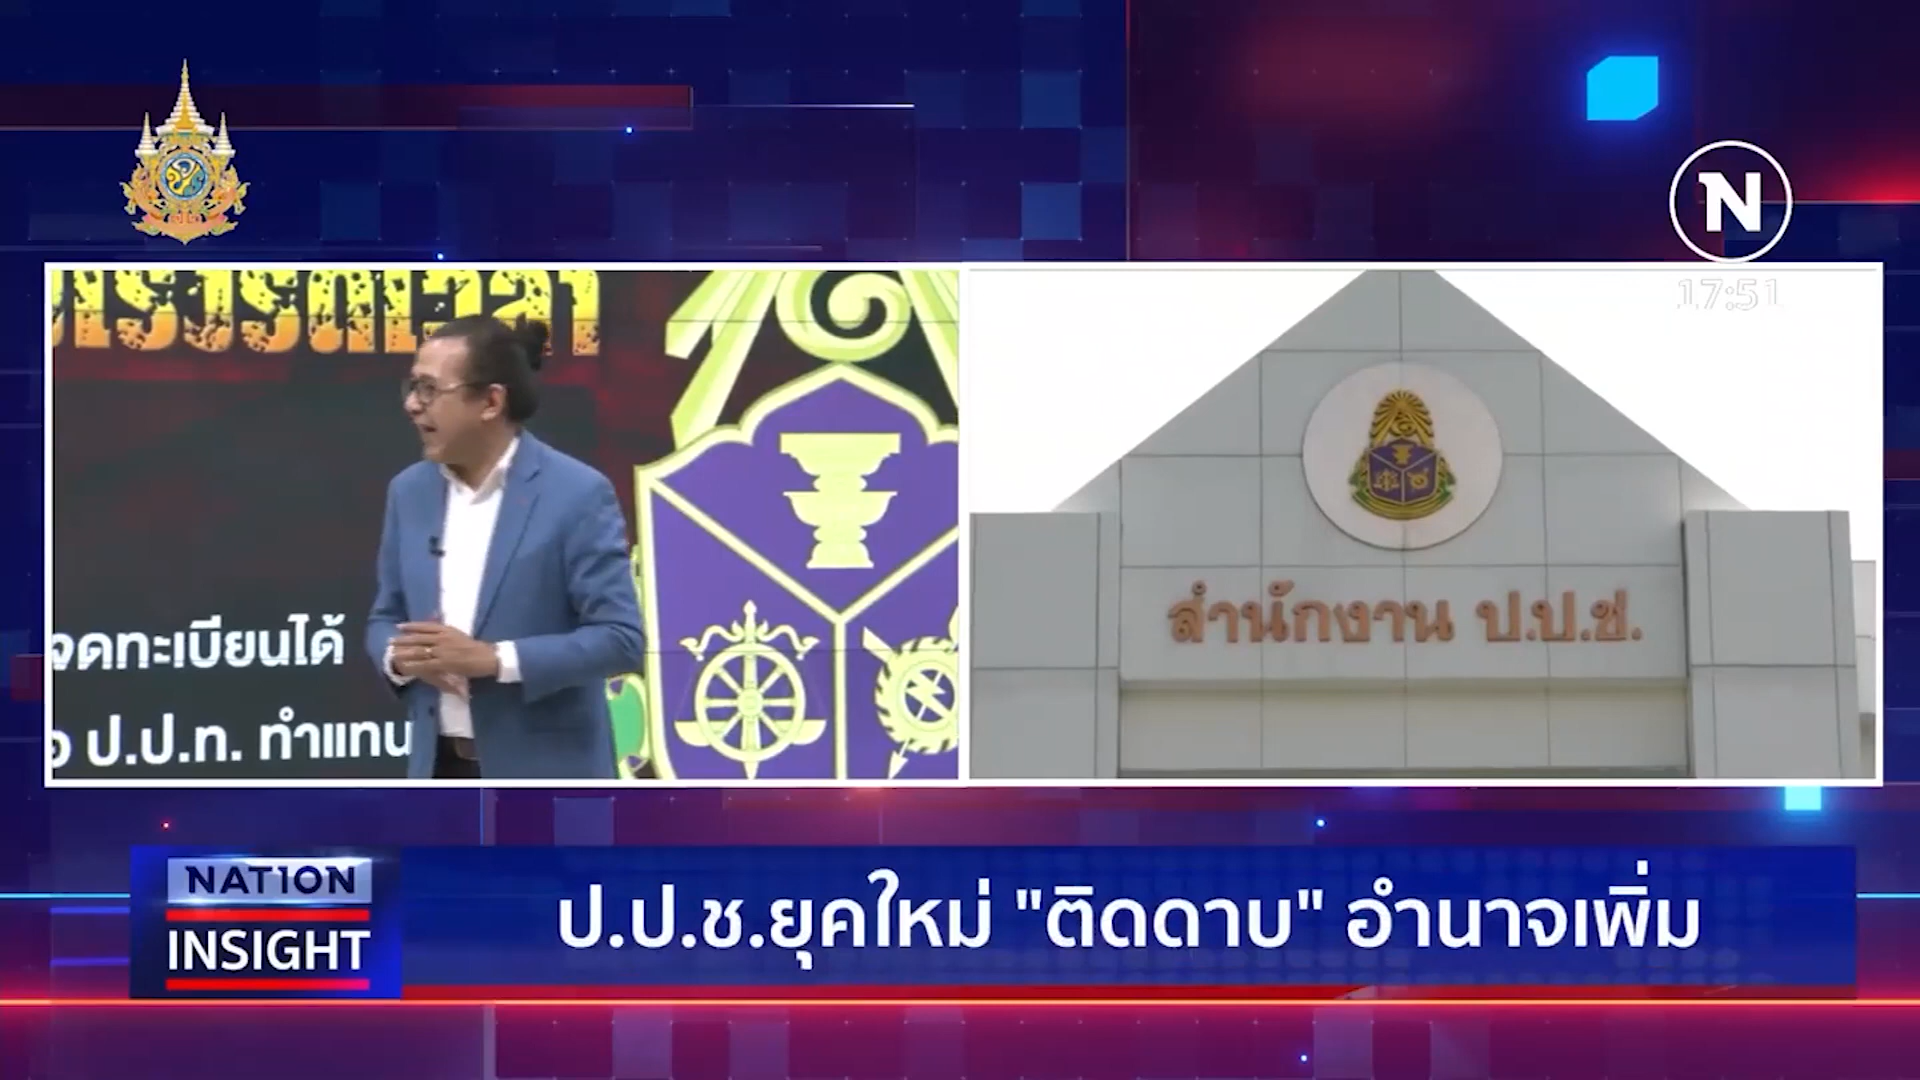 N
17:51
จดทะเบียนได้
ป.ป.ท. ทำแทน
สำนักงาน ป.ป.ช.
NATION
INSIGHT
ป.ป.ช.ยุคใหม่ "ติดดาบ" อำนาจเพิ่ม